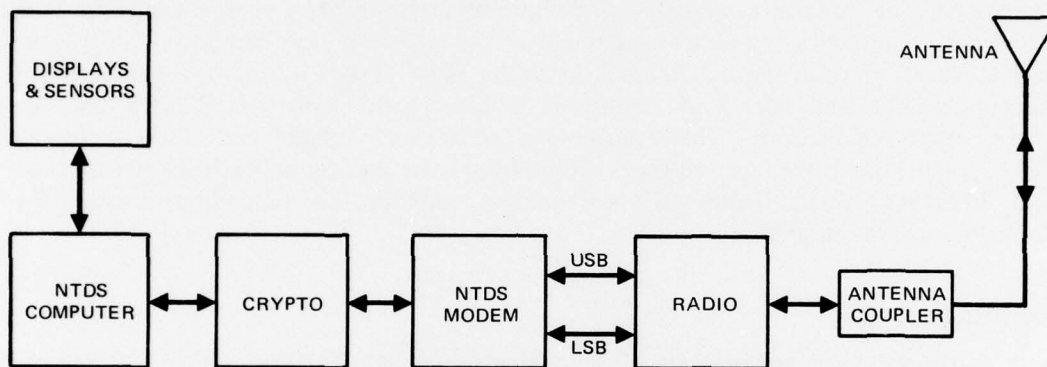 DISPLAYS
& SENSORS
ANTENNA
NTDS
COMPUTER
CRYPTO
NTDS
MODEM
USB
LSB
RADIO
ANTENNA
COUPLER